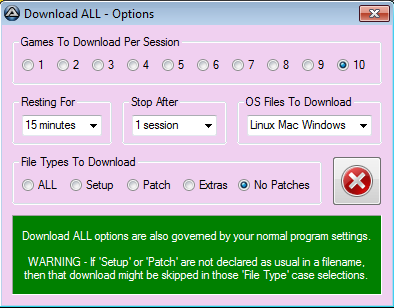 Download ALL - Options
Games To Download Per Session
1 2 3 4 5 6 7 8 9 10
Resting For
15 minutes
Stop After
1 session
OS Files To Download
Linux Mac Windows
File Types To Download
ALL Setup Patch Extras No Patches
Download ALL options are also governed by your normal program settings.
WARNING - If 'Setup' or 'Patch' are not declared as usual in a filename,
then that download might be skipped in those 'File Type' case selections.